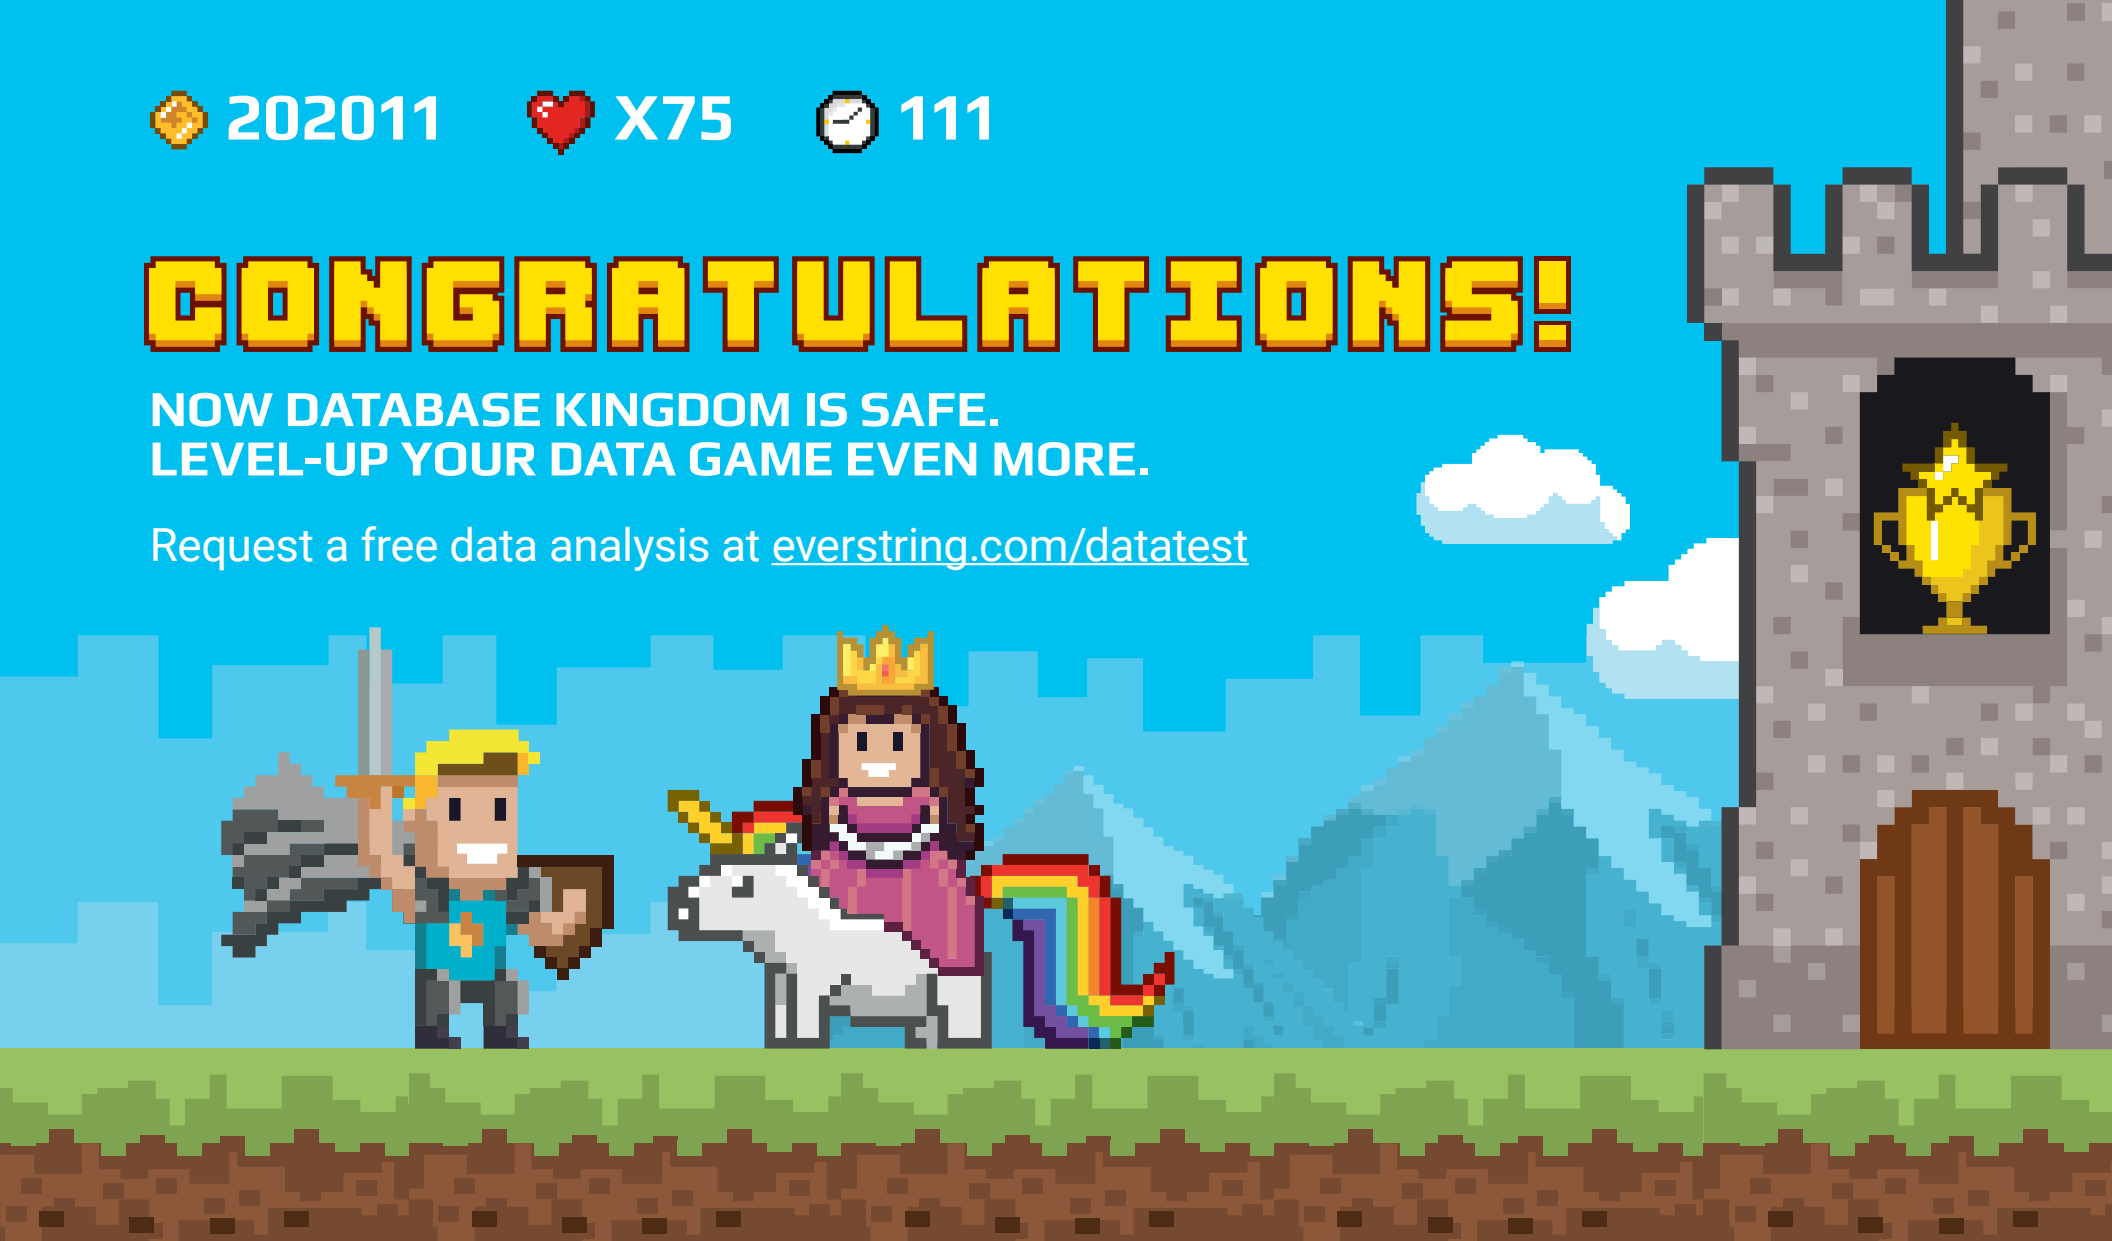 202011 X75 111
CONGRATULATIONS!
NOW DATABASE KINGDOM IS SAFE.
LEVEL-UP YOUR DATA GAME EVEN MORE.
Request a free data analysis at everstring.com/datatest